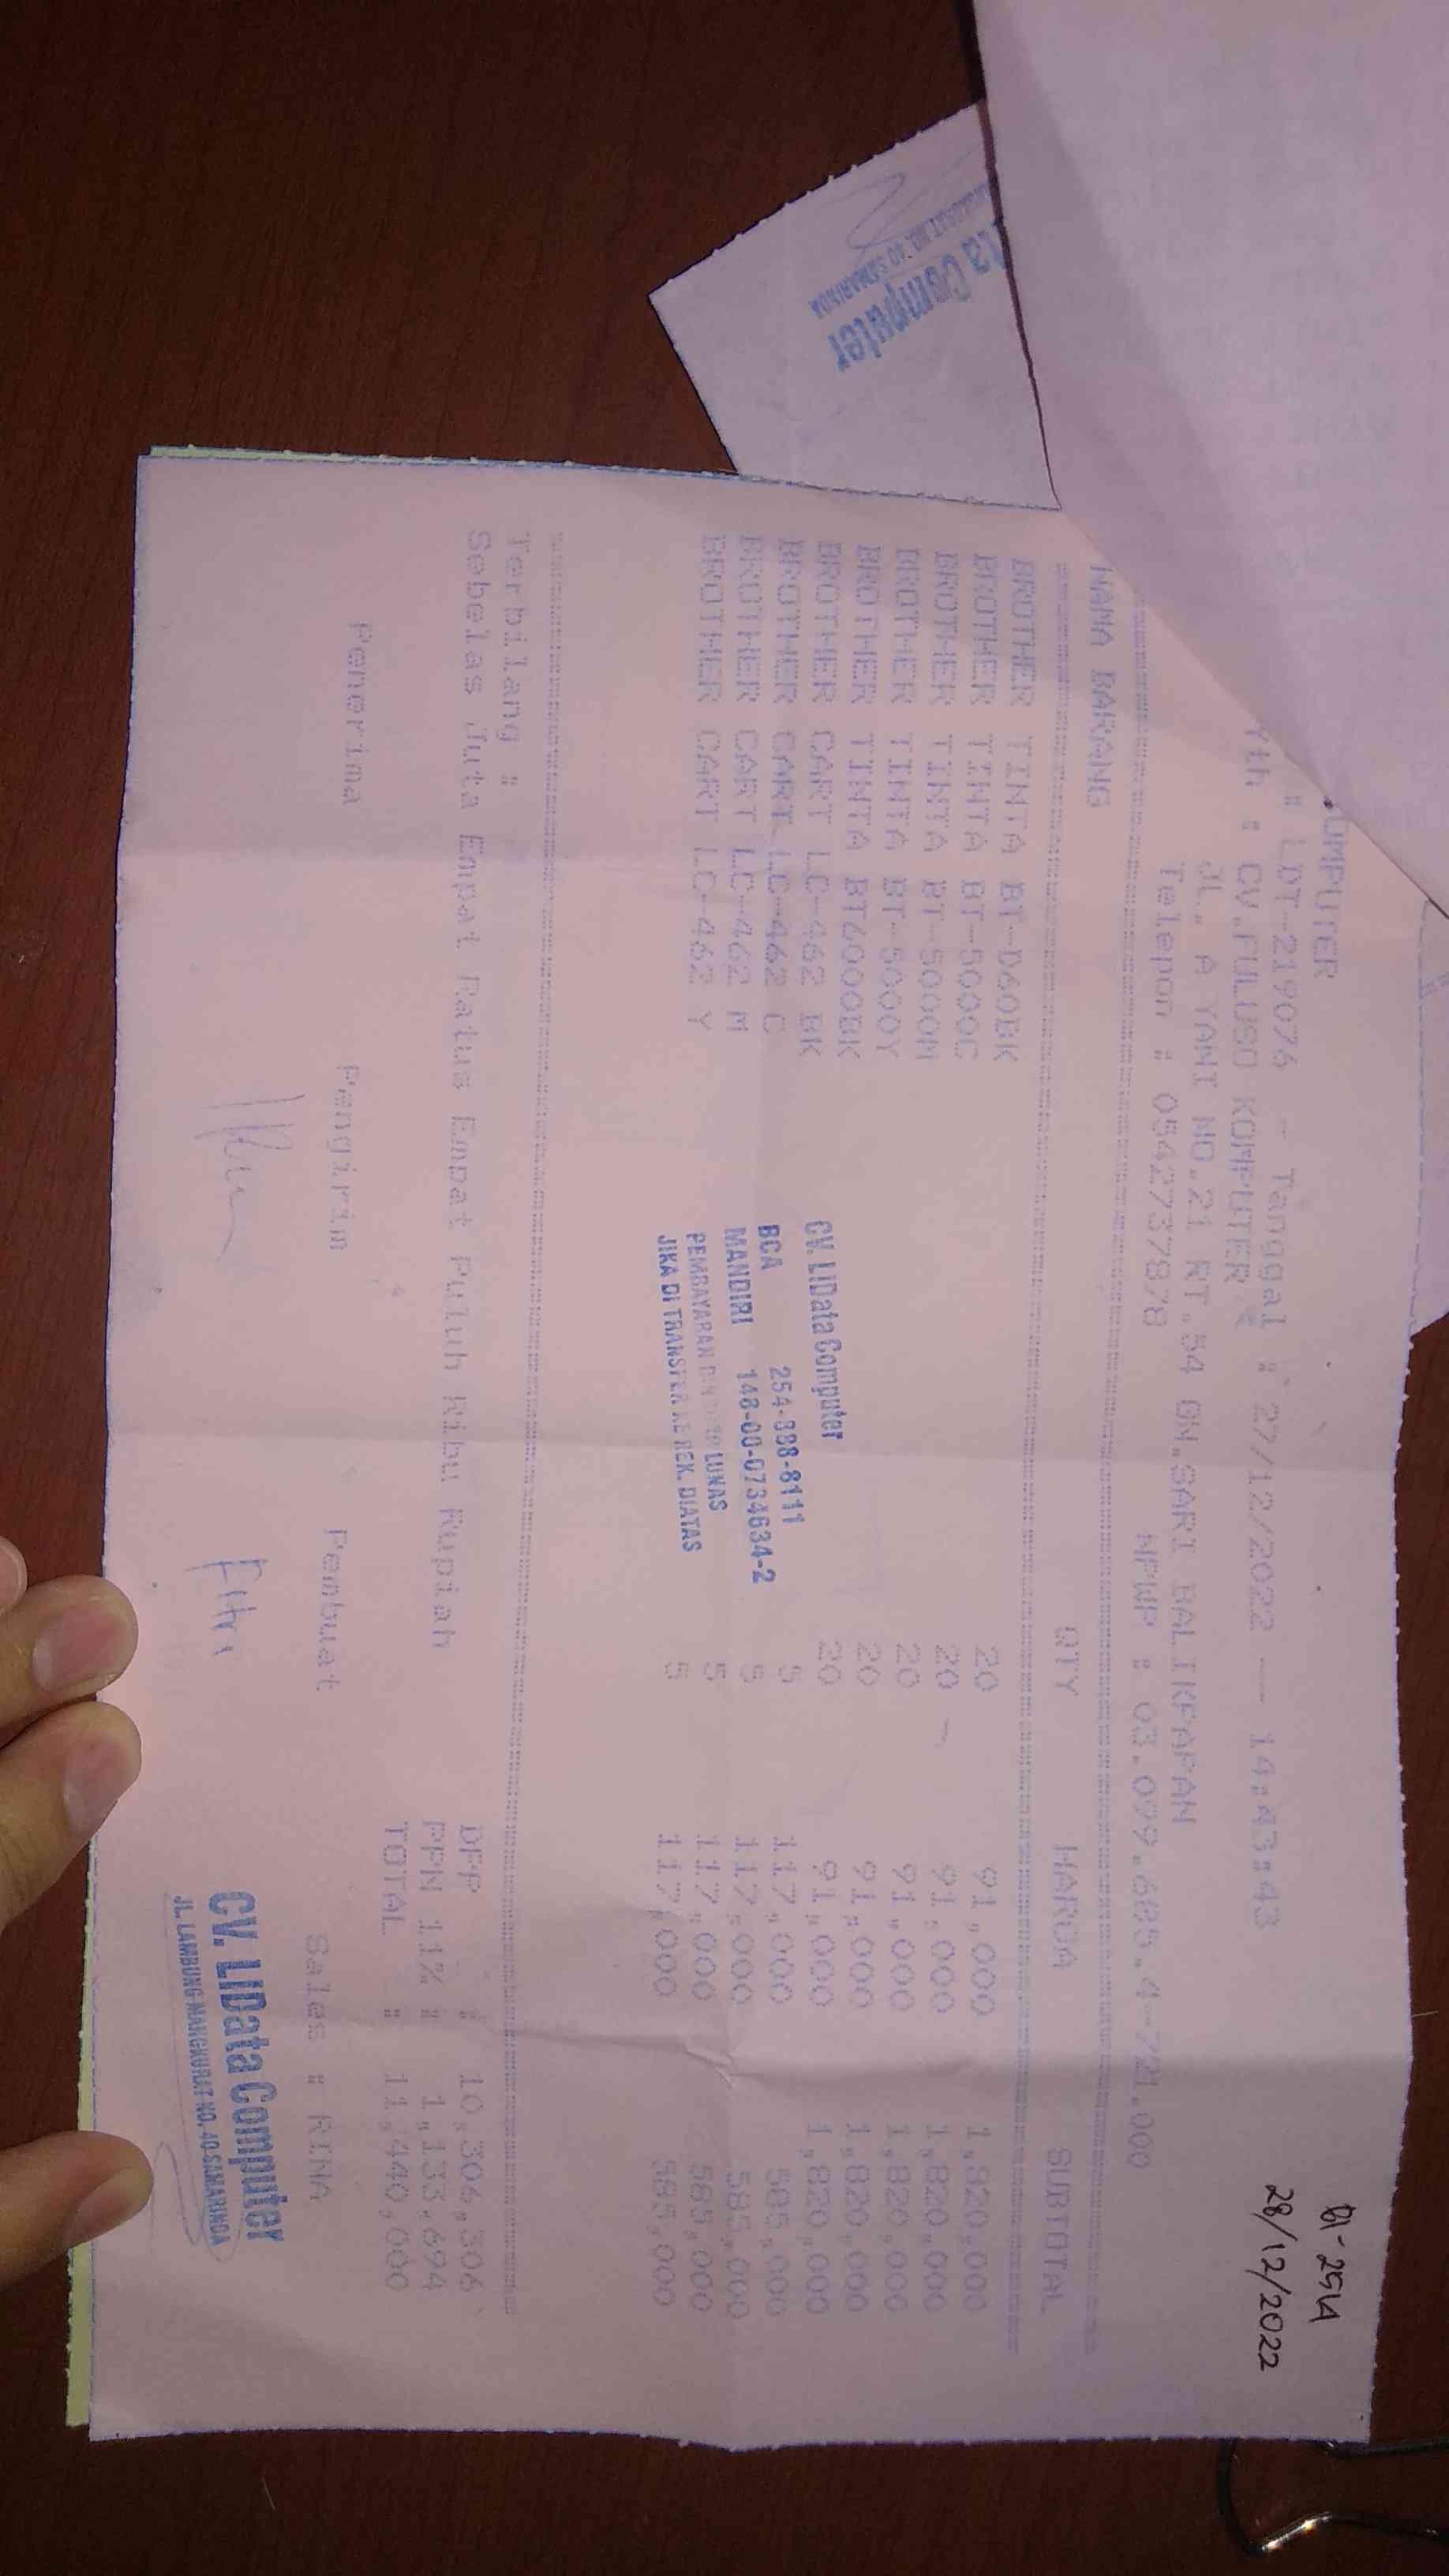 OMPUTER
: LDT-219076 - Tanggal : 27/12/2022 --- 14:43:43
Yth : CV.FULUSO KOMPUTER
JL. A YANI NO.21 RT.54 GN.SARI BALIKPAPAN
Telepon : 0542737878 NPWP : 03.099.685.4-721.000
01-2514
28/12/2022
NAMA BARANG QTY HARGA SUBTOTAL
BROTHER TINTA BT-D60BK 20 91,000 1,820,000
BROTHER TINTA BT-5000C 20 91,000 1,820,000
BROTHER TINTA BT-5000M 20 91,000 1,820,000
BROTHER TINTA BT-5000Y 20 91,000 1,820,000
BROTHER TINTA BT6000BK 20 91,000 1,820,000
BROTHER CART LC-462 BK 5 117,000 585,000
BROTHER CART LC-462 C 5 117,000 585,000
BROTHER CART LC-462 M 5 117,000 585,000
BROTHER CART LC-462 Y 5 117,000 585,000
CV. LIData Computer
BCA 254-888-8111
MANDIRI 148-00-0734634-2
PEMBAYARAN LUNAS
JIKA DI TRANSFER KE REK. DIATAS
Terbilang :
Sebelas Juta Empat Ratus Empat Puluh Ribu Rupiah
DPP : 10,306,306
PPN 11% : 1,133,694
TOTAL : 11,440,000
Penerima Pengirim Pembuat Sales : RINA
Fitri
CV. LIData Computer
JL. LAMBUNG MANGKURAT NO. 40 SAMARINDA
ta Computer
NO. 40 SAMARINDA